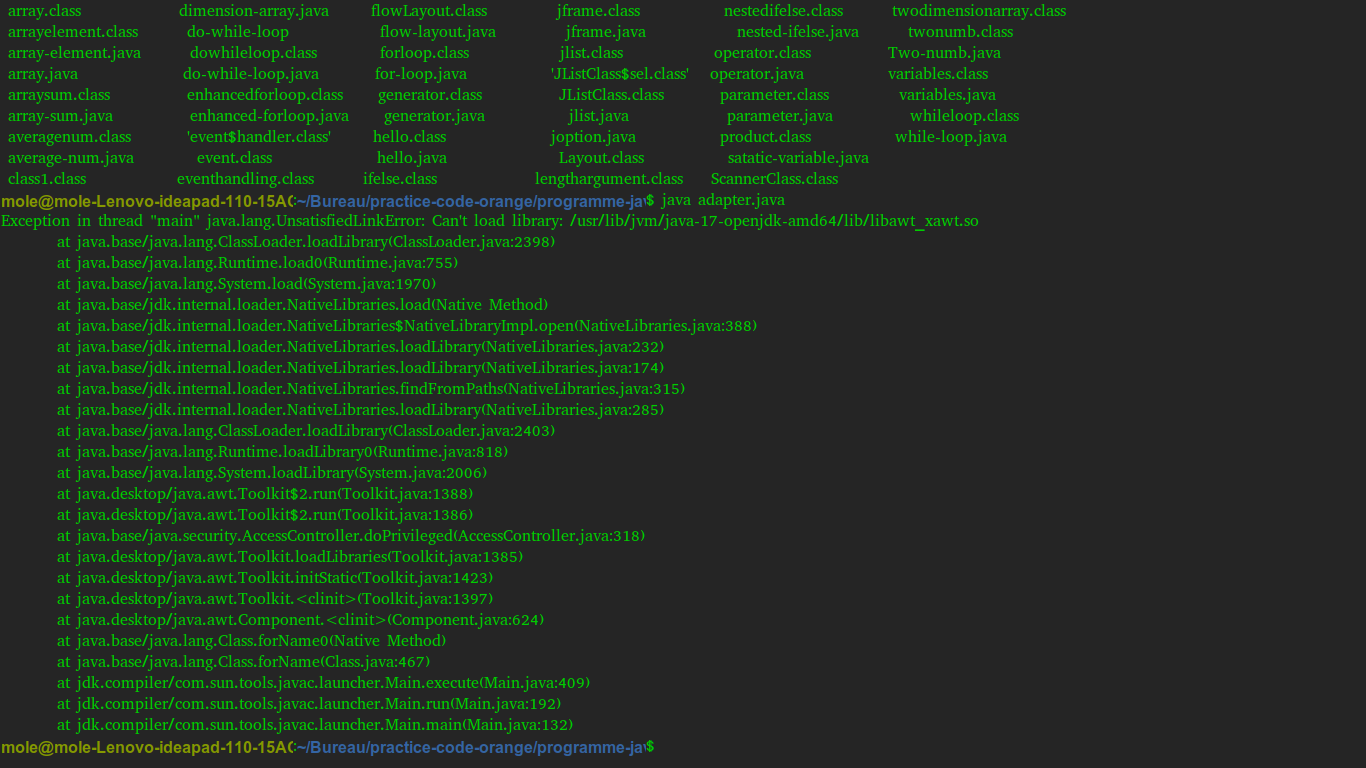 array.class dimension-array.java flowLayout.class jframe.class nestedifelse.class twodimensionarray.class
arrayelement.class do-while-loop flow-layout.java jframe.java nested-ifelse.java twonumb.class
array-element.java dowhileloop.class forloop.class jlist.class operator.class Two-numb.java
array.java do-while-loop.java for-loop.java 'JListClass$sel.class' operator.java variables.class
arraysum.class enhancedforloop.class generator.class JListClass.class parameter.class variables.java
array-sum.java enhanced-forloop.java generator.java jlist.java parameter.java whileloop.class
averagenum.class 'event$handler.class' hello.class joption.java product.class while-loop.java
average-num.java event.class hello.java Layout.class satatic-variable.java
class1.class eventhandling.class ifelse.class lengthargument.class ScannerClass.class
mole@mole-Lenovo-ideapad-110-15AC:~/Bureau/practice-code-orange/programme-jav$ java adapter.java
Exception in thread "main" java.lang.UnsatisfiedLinkError: Can't load library: /usr/lib/jvm/java-17-openjdk-amd64/lib/libawt_xawt.so
at java.base/java.lang.ClassLoader.loadLibrary(ClassLoader.java:2398)
at java.base/java.lang.Runtime.load0(Runtime.java:755)
at java.base/java.lang.System.load(System.java:1970)
at java.base/jdk.internal.loader.NativeLibraries.load(Native Method)
at java.base/jdk.internal.loader.NativeLibraries$NativeLibraryImpl.open(NativeLibraries.java:388)
at java.base/jdk.internal.loader.NativeLibraries.loadLibrary(NativeLibraries.java:232)
at java.base/jdk.internal.loader.NativeLibraries.loadLibrary(NativeLibraries.java:174)
at java.base/jdk.internal.loader.NativeLibraries.findFromPaths(NativeLibraries.java:315)
at java.base/jdk.internal.loader.NativeLibraries.loadLibrary(NativeLibraries.java:285)
at java.base/java.lang.ClassLoader.loadLibrary(ClassLoader.java:2403)
at java.base/java.lang.Runtime.loadLibrary0(Runtime.java:818)
at java.base/java.lang.System.loadLibrary(System.java:2006)
at java.desktop/java.awt.Toolkit$2.run(Toolkit.java:1388)
at java.desktop/java.awt.Toolkit$2.run(Toolkit.java:1386)
at java.base/java.security.AccessController.doPrivileged(AccessController.java:318)
at java.desktop/java.awt.Toolkit.loadLibraries(Toolkit.java:1385)
at java.desktop/java.awt.Toolkit.initStatic(Toolkit.java:1423)
at java.desktop/java.awt.Toolkit.<clinit>(Toolkit.java:1397)
at java.desktop/java.awt.Component.<clinit>(Component.java:624)
at java.base/java.lang.Class.forName0(Native Method)
at java.base/java.lang.Class.forName(Class.java:467)
at jdk.compiler/com.sun.tools.javac.launcher.Main.execute(Main.java:409)
at jdk.compiler/com.sun.tools.javac.launcher.Main.run(Main.java:192)
at jdk.compiler/com.sun.tools.javac.launcher.Main.main(Main.java:132)
mole@mole-Lenovo-ideapad-110-15AC:~/Bureau/practice-code-orange/programme-jav$